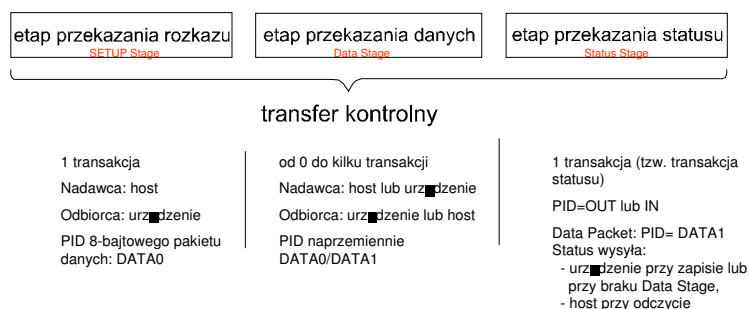 etap przekazania rozkazu
SETUP Stage
etap przekazania danych
Data Stage
etap przekazania statusu
Status Stage
transfer kontrolny
1 transakcja
Nadawca: host
Odbiorca: urz■dzenie
PID 8-bajtowego pakietu
danych: DATA0
od 0 do kilku transakcji
Nadawca: host lub urz■dzenie
Odbiorca: urz■dzenie lub host
PID naprzemiennie
DATA0/DATA1
1 transakcja (tzw. transakcja
statusu)
PID=OUT lub IN
Data Packet: PID= DATA1
Status wysyła:
- urz■dzenie przy zapisie lub
przy braku Data Stage,
- host przy odczycie